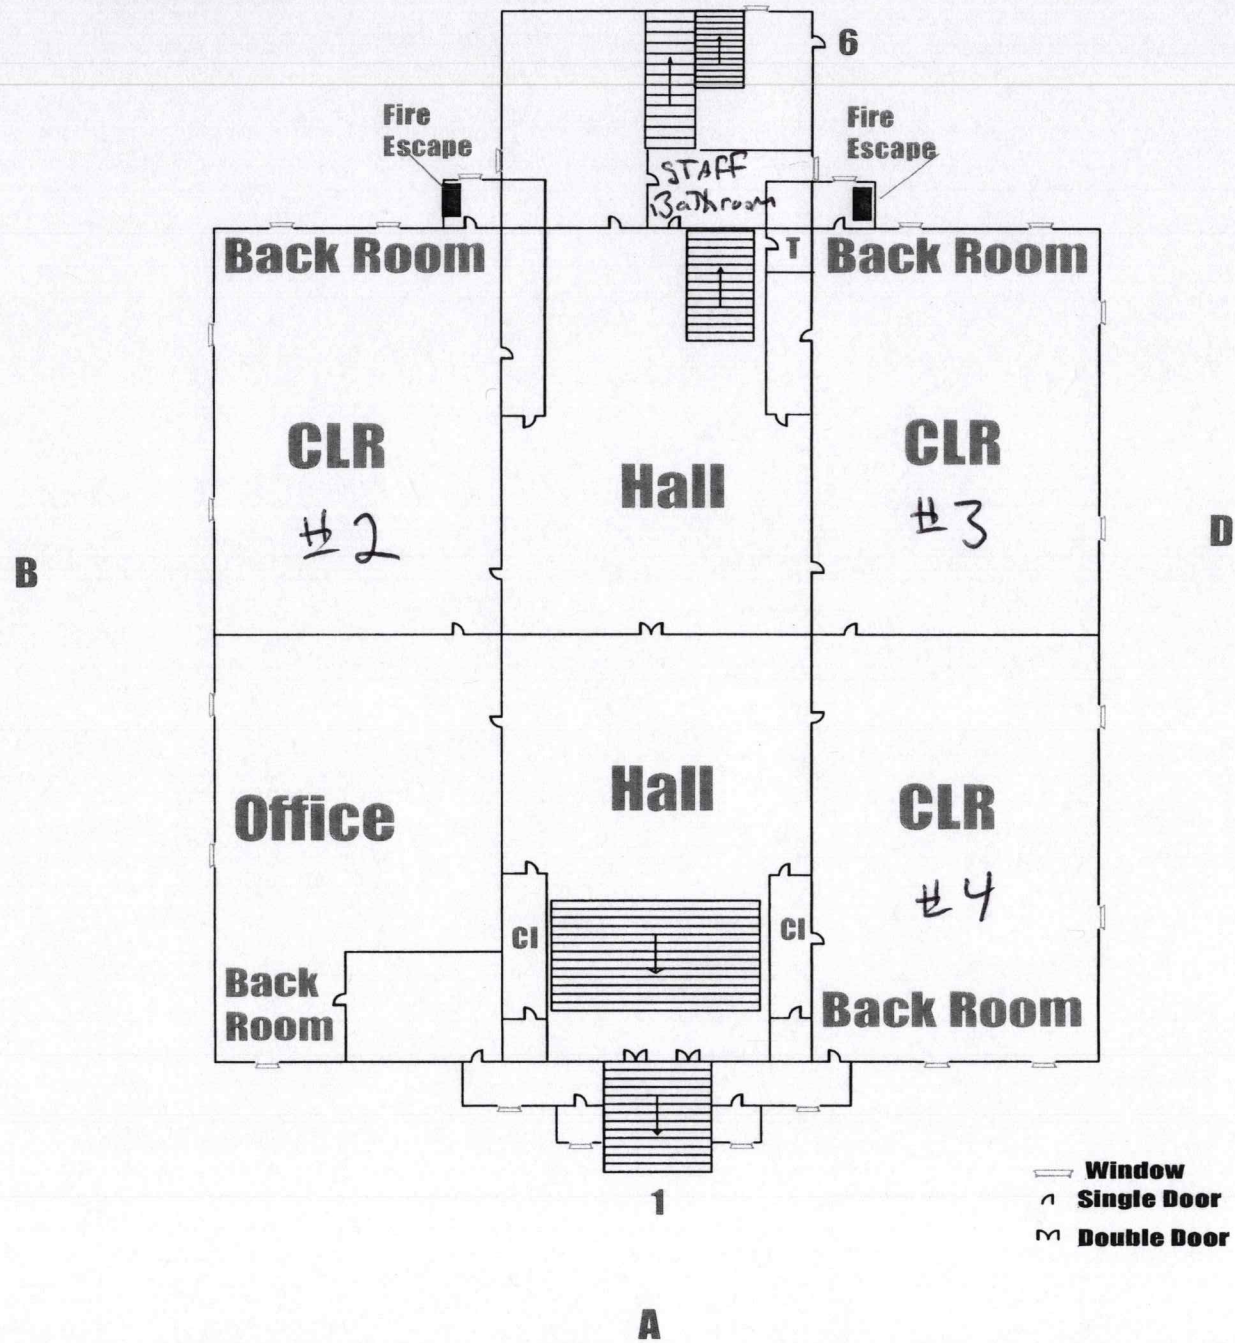 6
Fire
Escape
Fire
Escape
STAFF
Bathroom
Back Room
T
Back Room
CLR
#2
Hall
CLR
#3
B
D
Office
Hall
CLR
#4
Cl
Cl
Back
Room
Back Room
Window
Single Door
Double Door
1
A